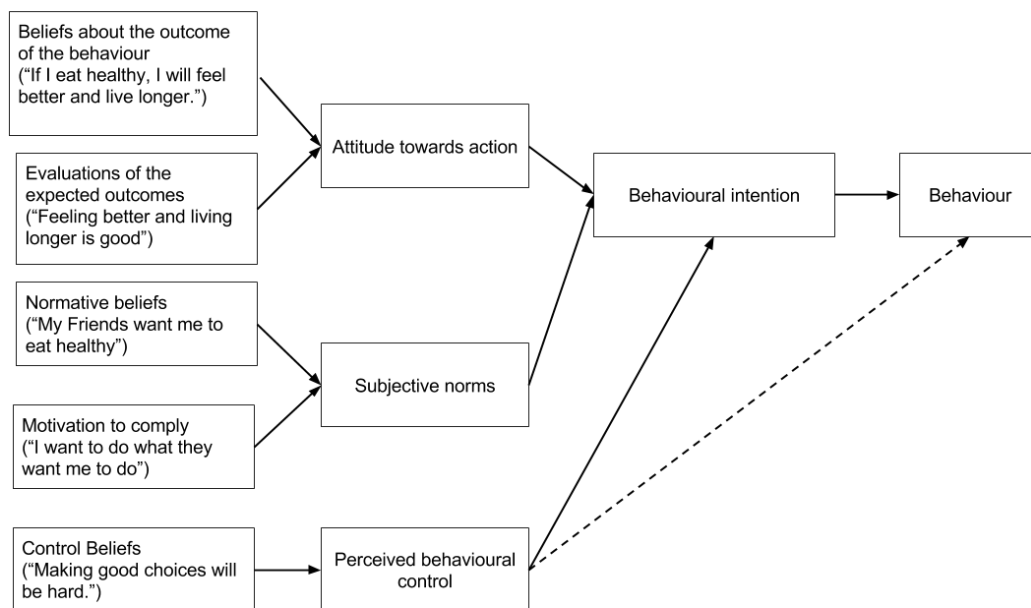 Beliefs about the outcome
of the behaviour
(“If I eat healthy, I will feel
better and live longer.”)
Evaluations of the
expected outcomes
(“Feeling better and living
longer is good”)
Normative beliefs
(“My Friends want me to
eat healthy”)
Motivation to comply
(“I want to do what they
want me to do”)
Control Beliefs
(“Making good choices will
be hard.”)
Attitude towards action
Subjective norms
Perceived behavioural
control
Behavioural intention
Behaviour